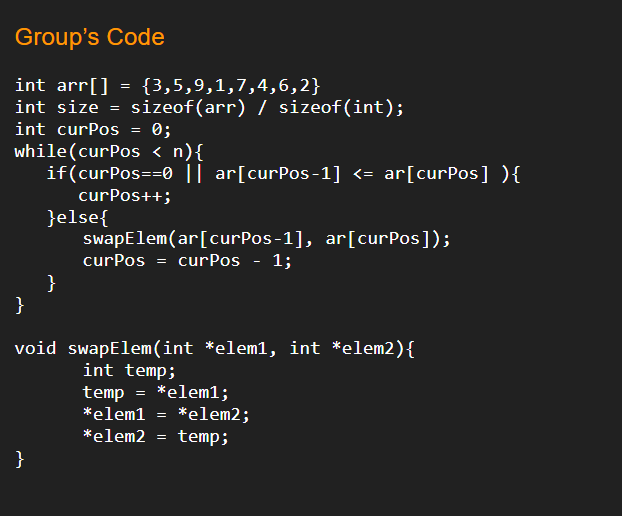 Group's Code
int arr[] = {3,5,9,1,7,4,6,2}
int size = sizeof(arr) / sizeof(int);
int curPos = 0;
while(curPos < n){
if(curPos==0 || ar[curPos-1] <= ar[curPos] ){
curPos++;
}else{
swapElem(ar[curPos-1], ar[curPos]);
curPos = curPos - 1;
}
}
void swapElem(int *elem1, int *elem2){
int temp;
temp = *elem1;
*elem1 = *elem2;
*elem2 = temp;
}